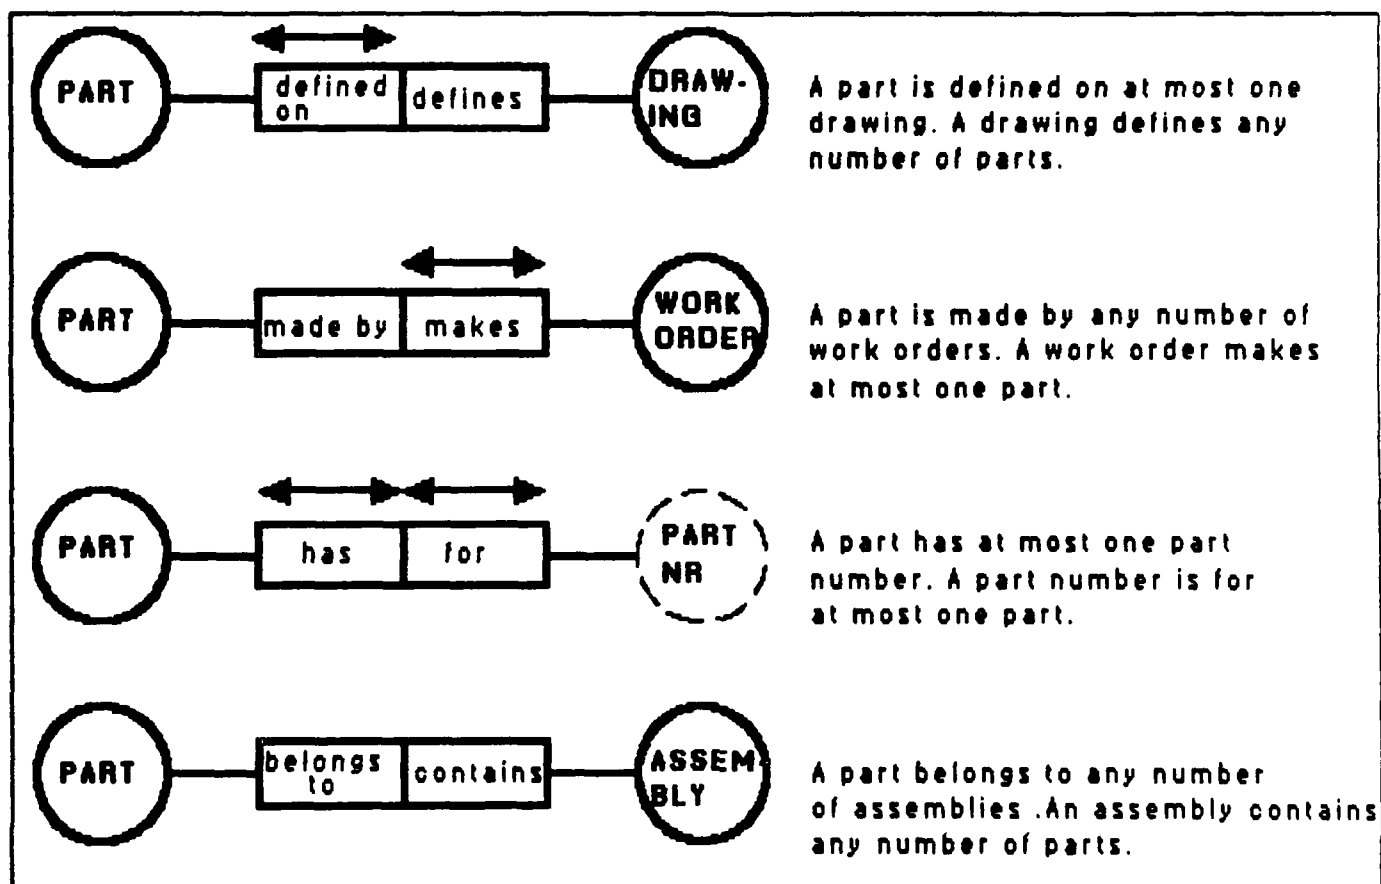 PART
defined
on
defines
DRAW-
ING
A part is defined on at most one
drawing. A drawing defines any
number of parts.
PART
made by
makes
WORK
ORDER
A part is made by any number of
work orders. A work order makes
at most one part.
PART
has
for
PART
NR
A part has at most one part
number. A part number is for
at most one part.
PART
belongs
to
contains
ASSEM-
BLY
A part belongs to any number
of assemblies .An assembly contains
any number of parts.